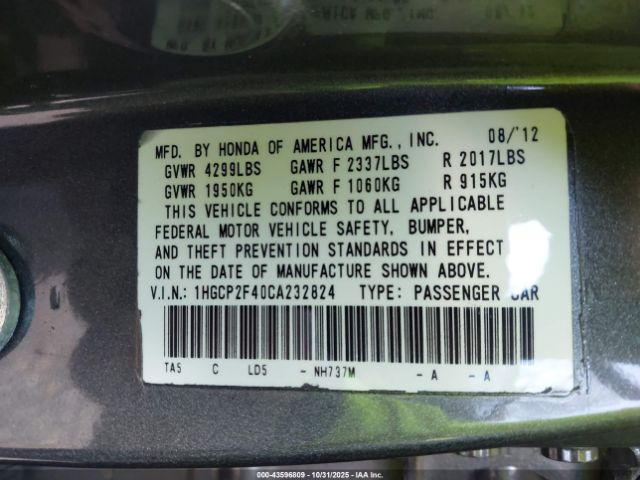 MFD. BY HONDA OF AMERICA MFG., INC. 08/'12
GVWR 4299LBS GAWR F 2337LBS R 2017LBS
GVWR 1950KG GAWR F 1060KG R 915KG
THIS VEHICLE CONFORMS TO ALL APPLICABLE
FEDERAL MOTOR VEHICLE SAFETY, BUMPER,
AND THEFT PREVENTION STANDARDS IN EFFECT
ON THE DATE OF MANUFACTURE SHOWN ABOVE.
V.I.N.: 1HGCP2F40CA232824 TYPE: PASSENGER CAR
TA5 C LD5 - NH737M - A - A
000-43596809 | 10/31/2025 | IAA Inc.